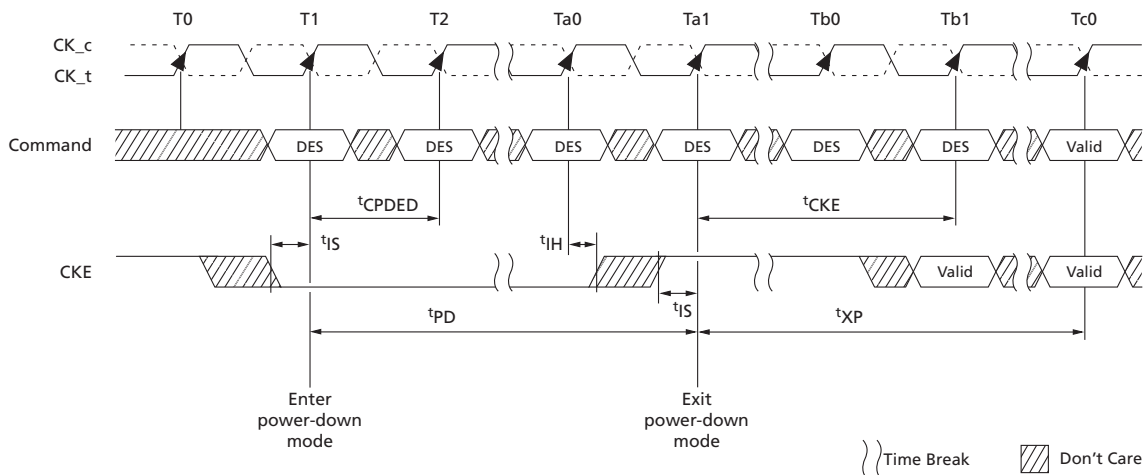 T0 T1 T2 Ta0 Ta1 Tb0 Tb1 Tc0
CK_c
CK_t
Command DES DES DES DES DES DES Valid
tCPDED tCKE
tIS tIH
CKE Valid Valid
tIS
tPD tXP
Enter
power-down
mode
Exit
power-down
mode
Time Break Don't Care